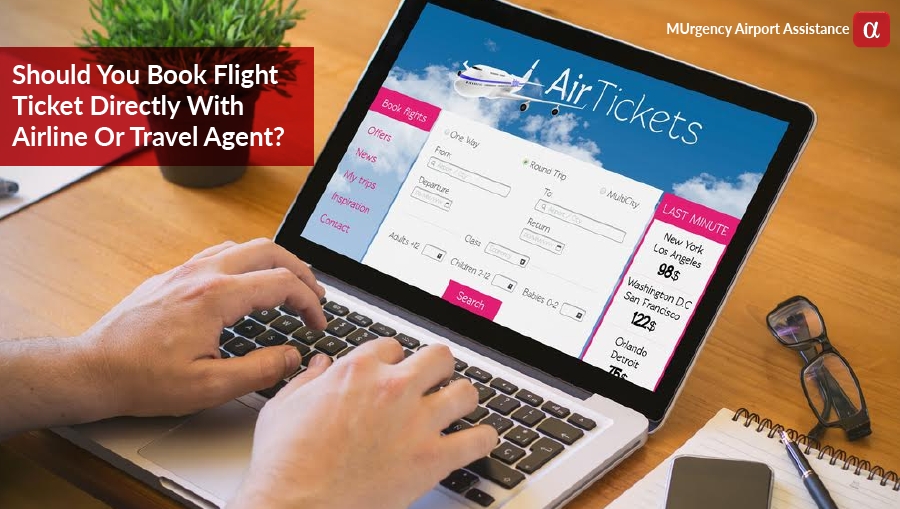 MUrgency Airport Assistance α
Should You Book Flight
Ticket Directly With
Airline Or Travel Agent?
AirTickets
Book flights
Offers
News
My trips
Inspiration
Contact
One Way
Round Trip
MultiCity
From:
To:
Departure
Return
Class
Adults +12
Children 2-12
Babies 0-2
Search
LAST MINUTE
New York
Los Angeles
98$
Washington D.C
San Francisco
122$
Orlando
Detroit
75$